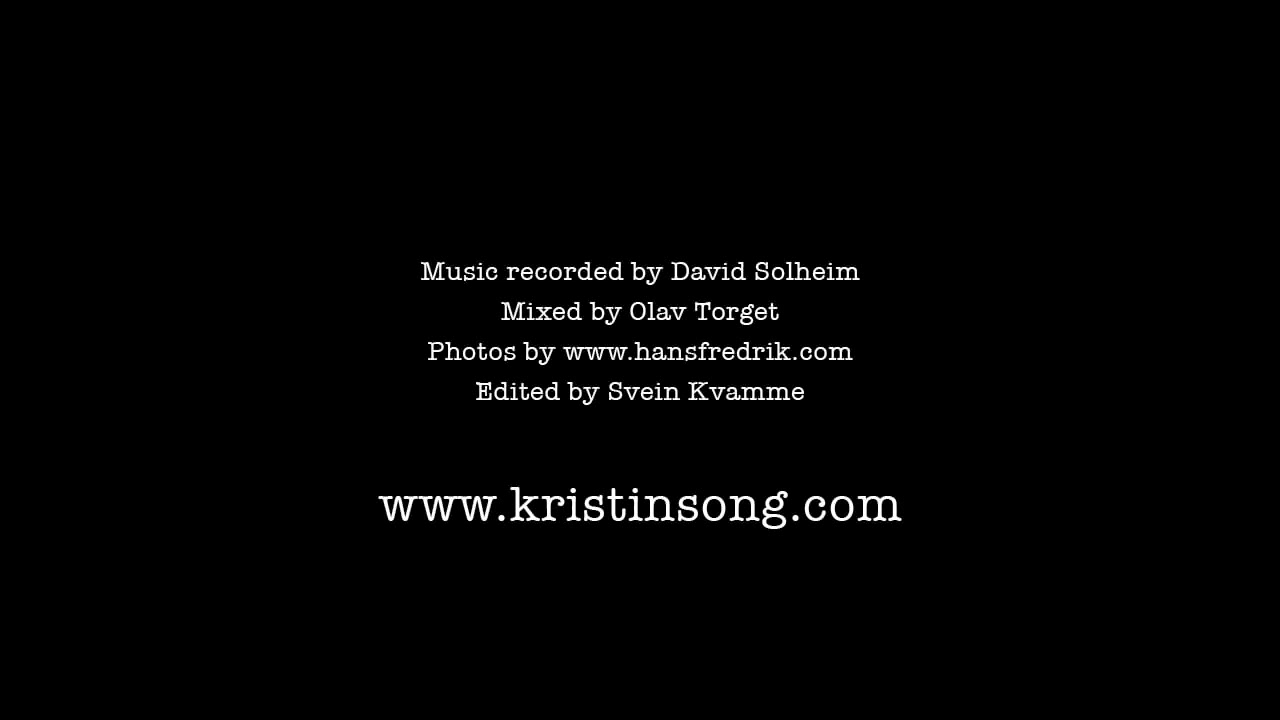 Music recorded by David Solheim
Mixed by Olav Torget
Photos by www.hansfredrik.com
Edited by Svein Kvamme
www.kristinsong.com